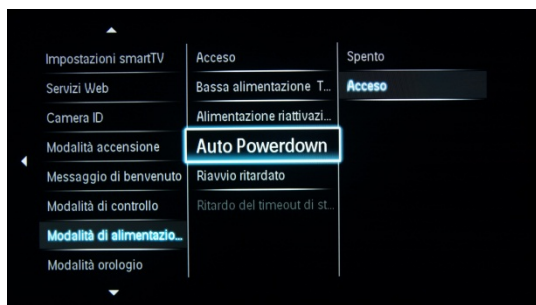 Impostazioni smartTV
Servizi Web
Camera ID
Modalità accensione
Messaggio di benvenuto
Modalità di controllo
Modalità di alimentazio...
Modalità orologio
Acceso
Bassa alimentazione T...
Alimentazione riattivazi...
Auto Powerdown
Riavvio ritardato
Ritardo del timeout di st...
Spento
Acceso